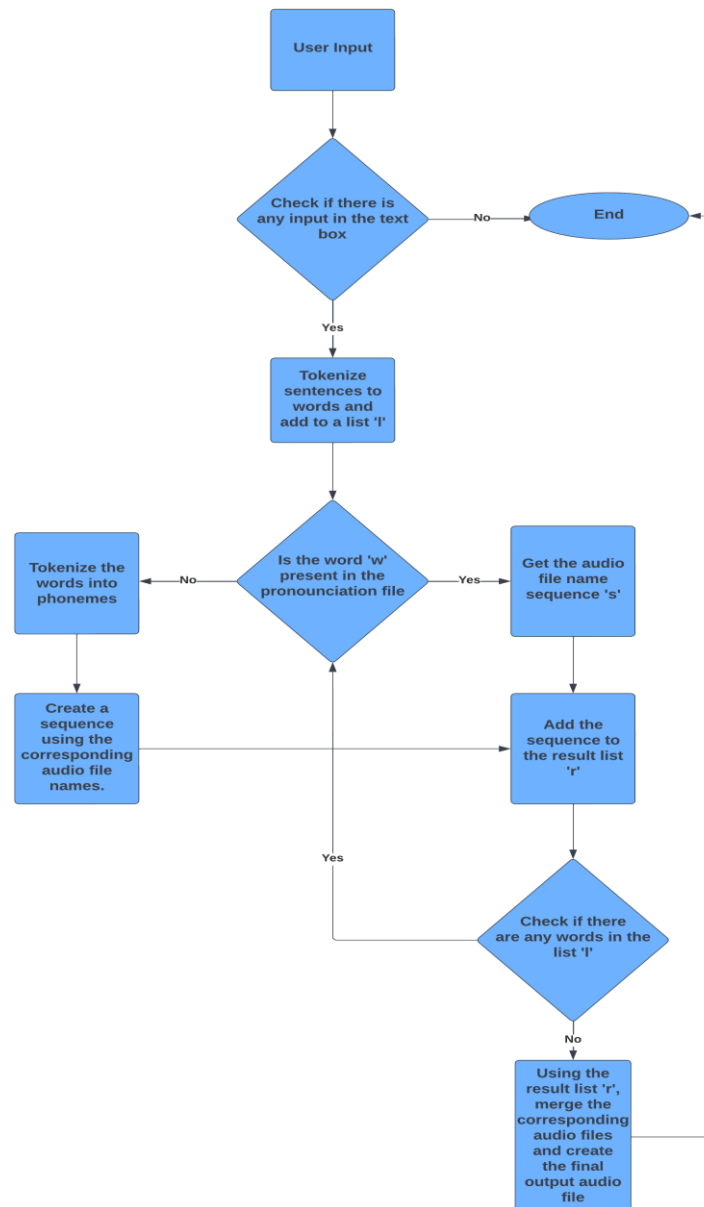 User Input
Check if there is
any input in the text
box
No
End
Yes
Tokenize
sentences to
words and
add to a list 'l'
Is the word 'w'
present in the
pronounciation file
No
Yes
Tokenize the
words into
phonemes
Get the audio
file name
sequence 's'
Create a
sequence
using the
corresponding
audio file
names.
Add the
sequence to
the result list
'r'
Yes
Check if there
are any words in the
list 'l'
No
Using the
result list 'r',
merge the
corresponding
audio files
and create
the final
output audio
file